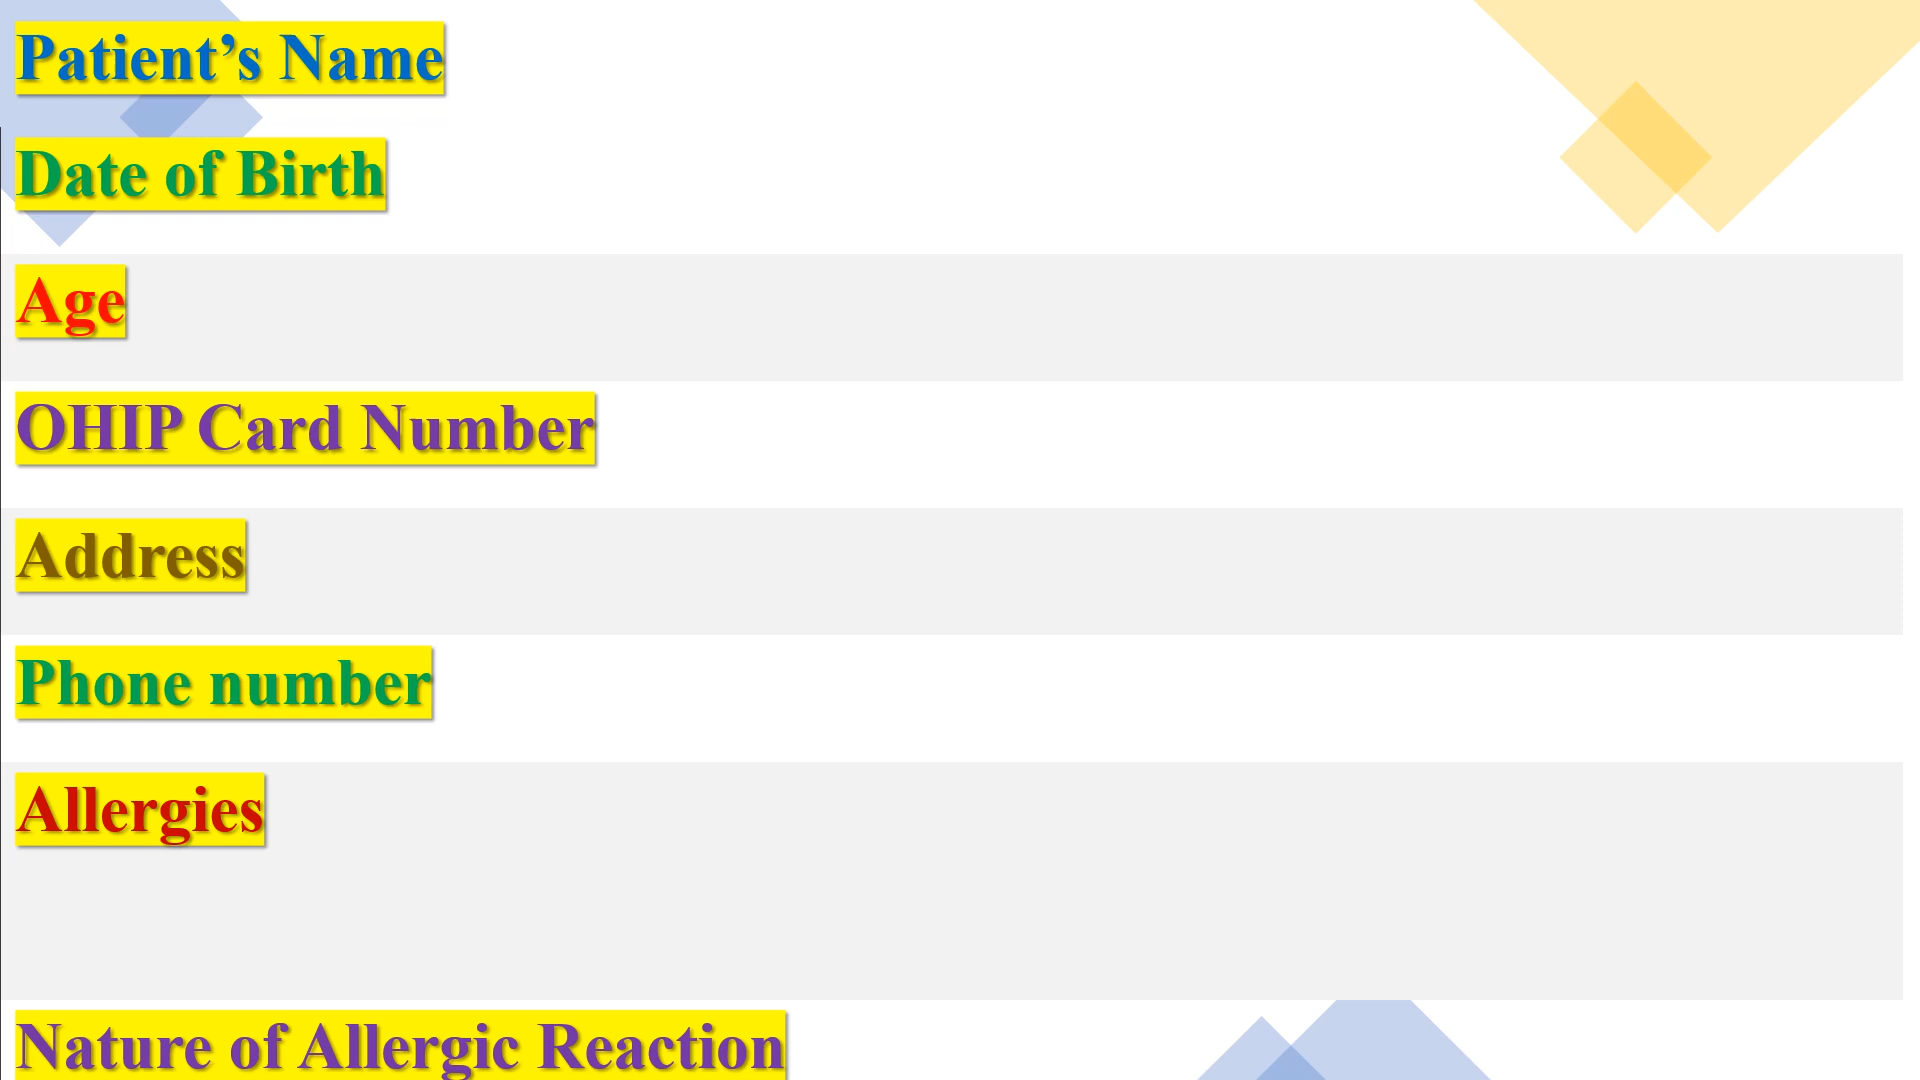 Patient’s Name
Date of Birth
Age
OHIP Card Number
Address
Phone number
Allergies
Nature of Allergic Reaction